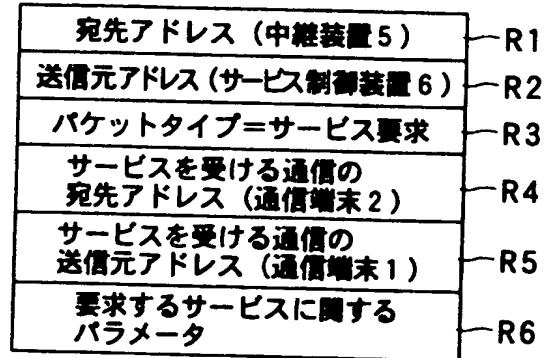 宛先アドレス（中継装置5） R1
送信元アドレス（サービス制御装置6） R2
パケットタイプ＝サービス要求 R3
サービスを受ける通信の
宛先アドレス（通信端末2） R4
サービスを受ける通信の
送信元アドレス（通信端末1） R5
要求するサービスに関する
パラメータ R6